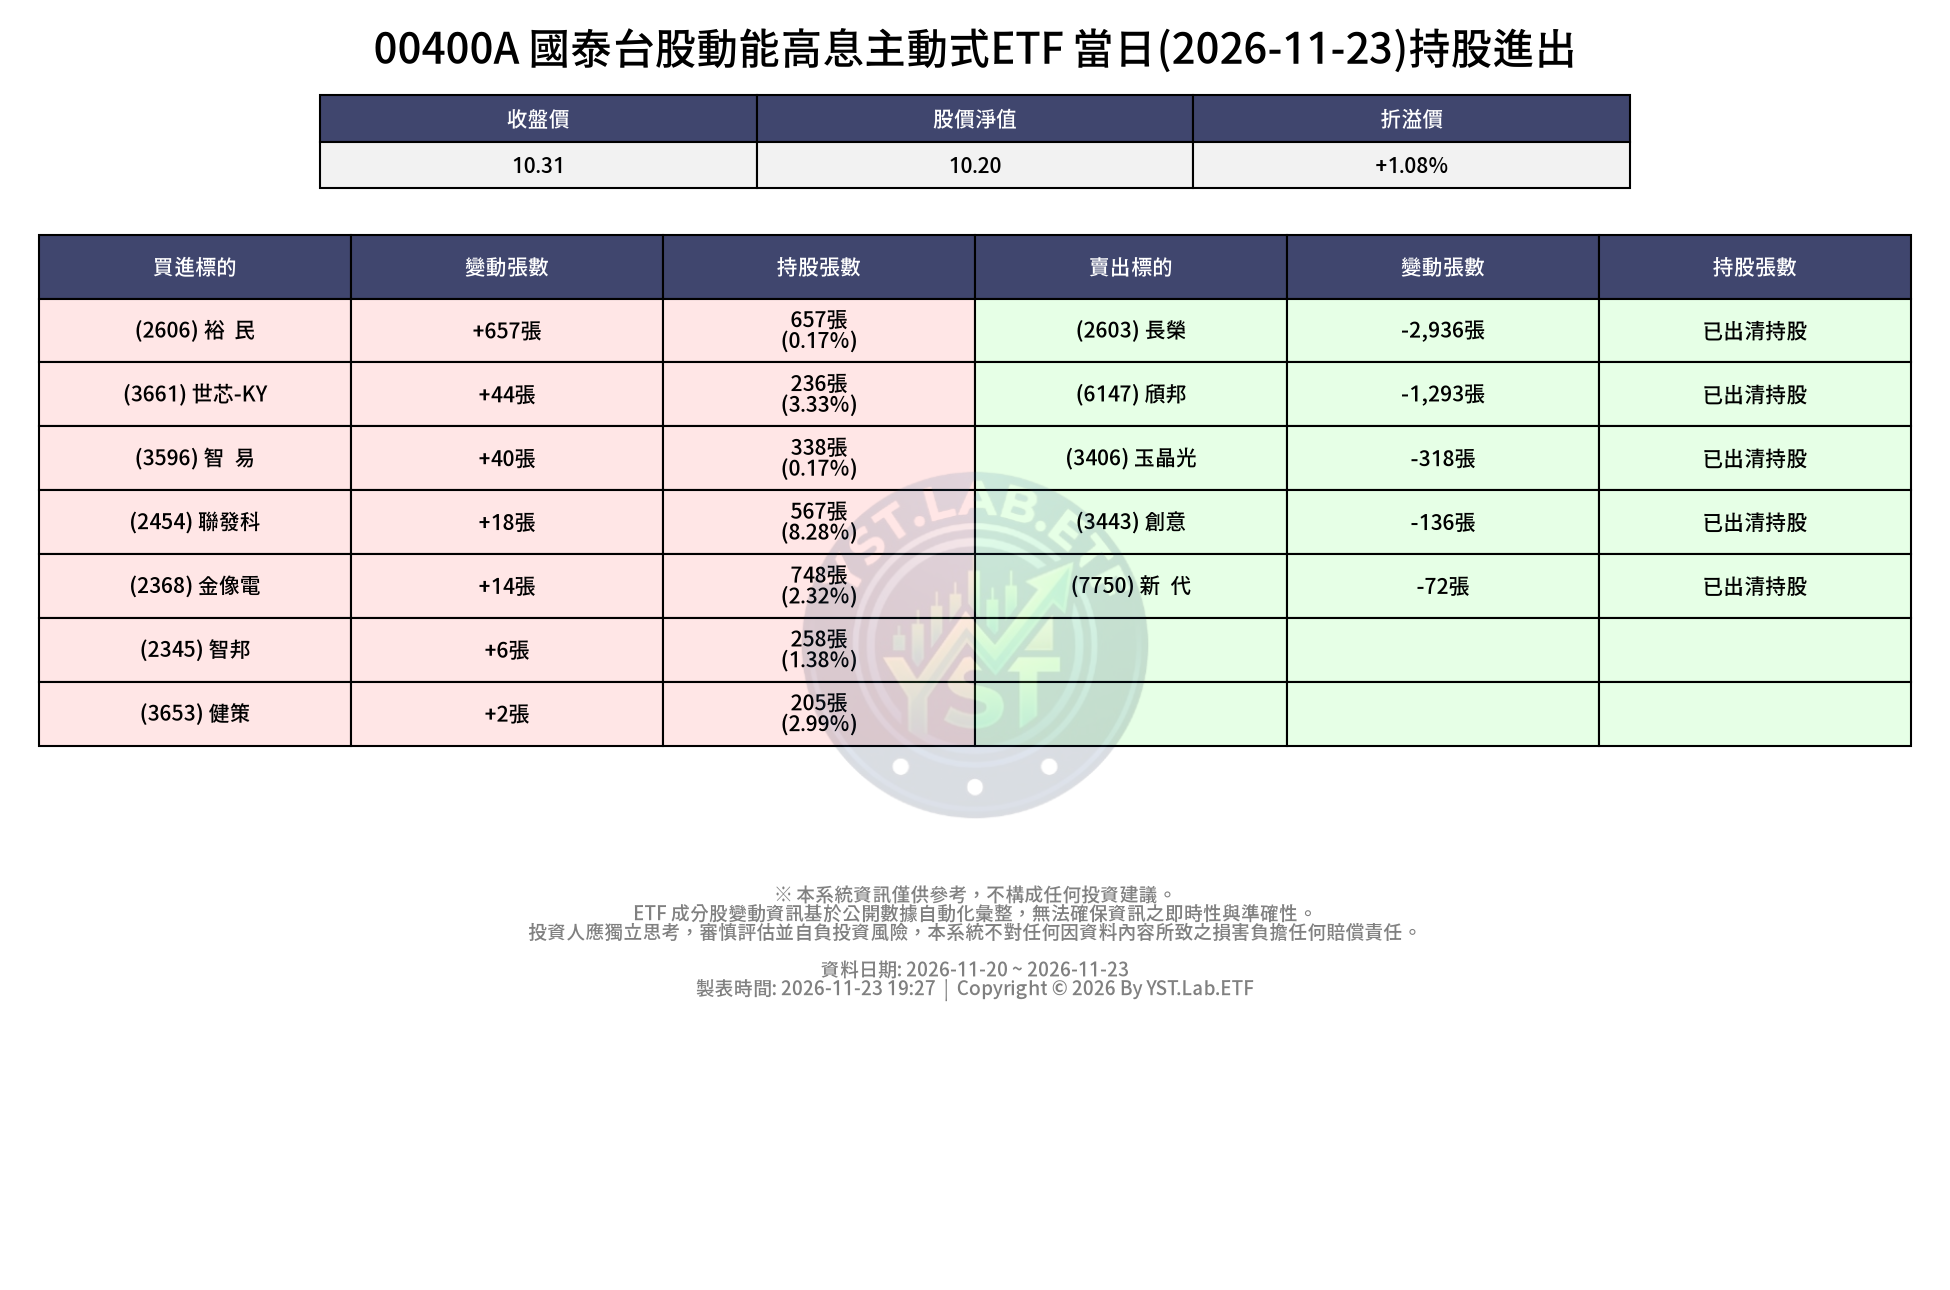 00400A 國泰台股動能高息主動式ETF 當日(2026-11-23)持股進出
收盤價 股價淨值 折溢價
10.31 10.20 +1.08%
買進標的 變動張數 持股張數 賣出標的 變動張數 持股張數
(2606) 裕 民 +657張 657張 (0.17%) (2603) 長榮 -2,936張 已出清持股
(3661) 世芯-KY +44張 236張 (3.33%) (6147) 頎邦 -1,293張 已出清持股
(3596) 智 易 +40張 338張 (0.17%) (3406) 玉晶光 -318張 已出清持股
(2454) 聯發科 +18張 567張 (8.28%) (3443) 創意 -136張 已出清持股
(2368) 金像電 +14張 748張 (2.32%) (7750) 新 代 -72張 已出清持股
(2345) 智邦 +6張 258張 (1.38%)
(3653) 健策 +2張 205張 (2.99%)
YST.LAB.ETF
YST
※ 本系統資訊僅供參考，不構成任何投資建議。
ETF 成分股變動資訊基於公開數據自動化彙整，無法確保資訊之即時性與準確性。
投資人應獨立思考，審慎評估並自負投資風險，本系統不對任何因資料內容所致之損害負擔任何賠償責任。
資料日期: 2026-11-20 ~ 2026-11-23
製表時間: 2026-11-23 19:27 | Copyright © 2026 By YST.Lab.ETF